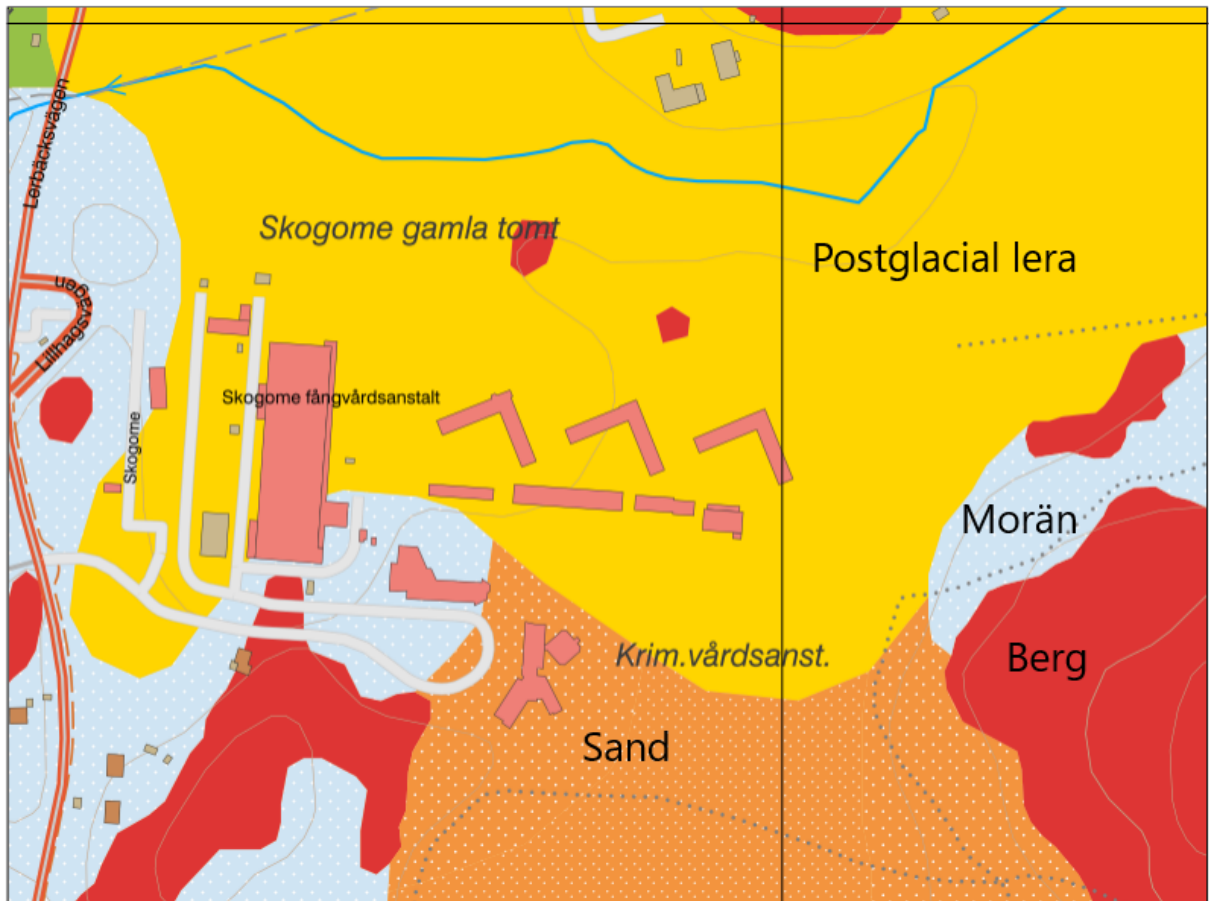 Lerbäcksvägen
Skogome gamla tomt
Postglacial lera
Lillhagsvägen
Skogome fångvårdsanstalt
Skogome
Morän
Krim.vårdsanst.
Berg
Sand